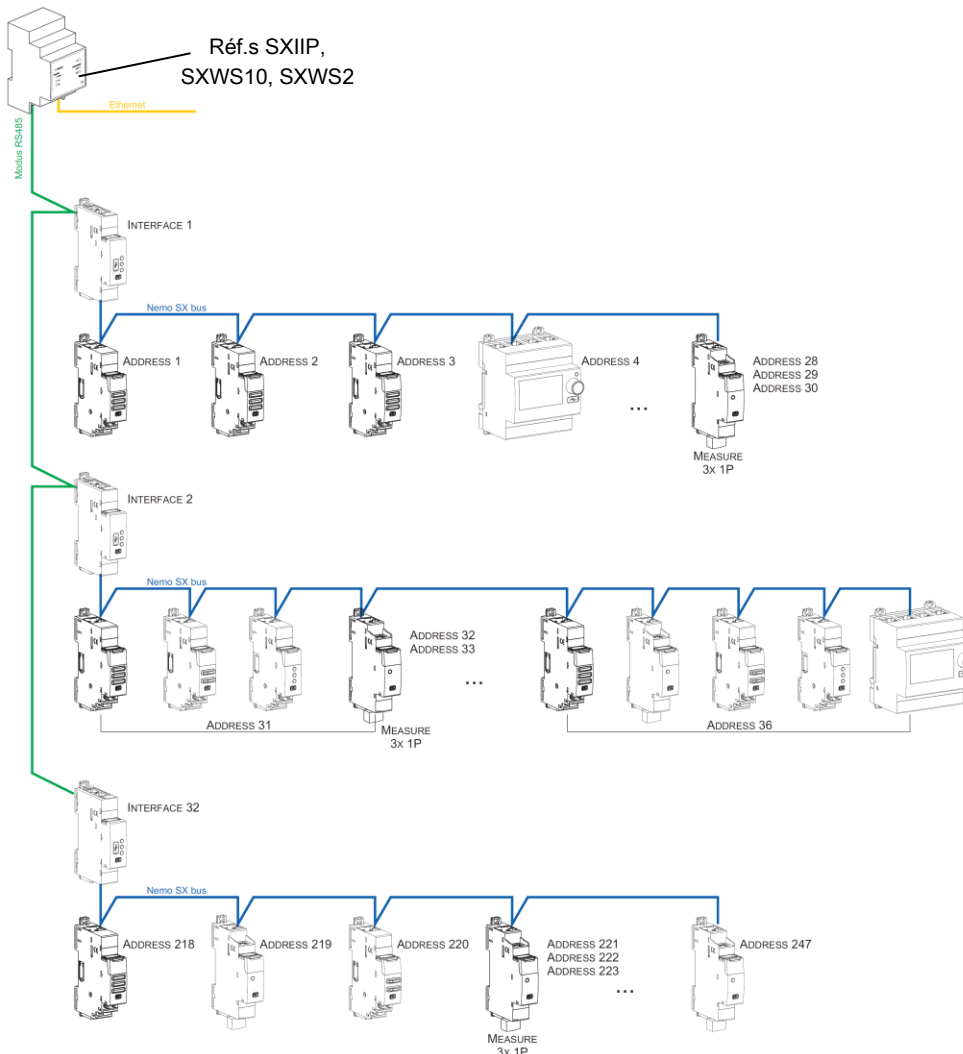 Réf.s SXIIP,
SXWS10, SXWS2
Ethernet
Modus RS485
INTERFACE 1
Nemo SX bus
ADDRESS 1
ADDRESS 2
ADDRESS 3
ADDRESS 4
...
ADDRESS 28
ADDRESS 29
ADDRESS 30
MEASURE
3X 1P
INTERFACE 2
Nemo SX bus
ADDRESS 32
ADDRESS 33
...
ADDRESS 31
MEASURE
3X 1P
ADDRESS 36
INTERFACE 32
Nemo SX bus
ADDRESS 218
ADDRESS 219
ADDRESS 220
ADDRESS 221
ADDRESS 222
ADDRESS 223
...
ADDRESS 247
MEASURE
3X 1P